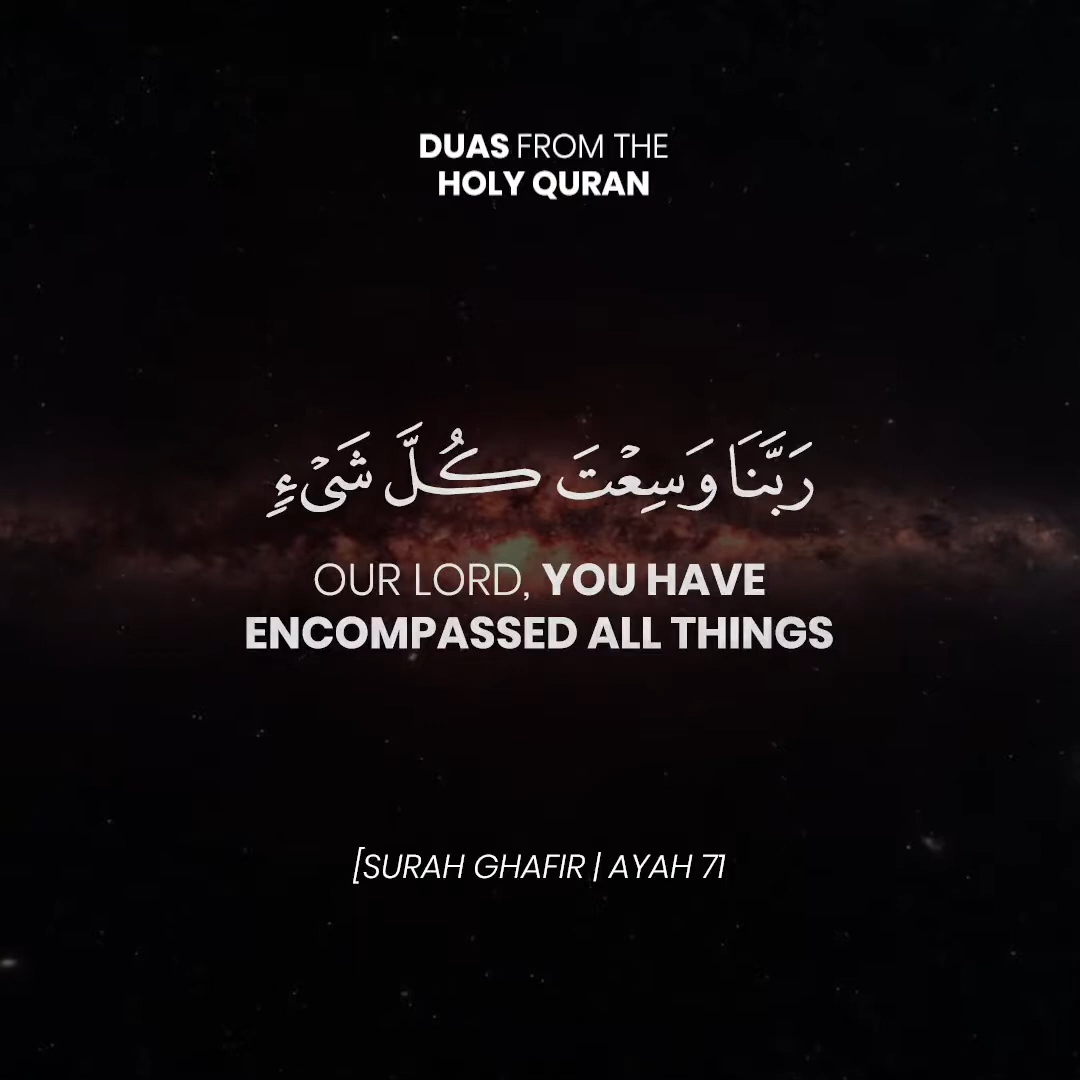 DUAS FROM THE
HOLY QURAN
رَبَّنَا وَسِعْتَ كُلَّ شَىْءٍ
OUR LORD, YOU HAVE
ENCOMPASSED ALL THINGS
[SURAH GHAFIR | AYAH 71